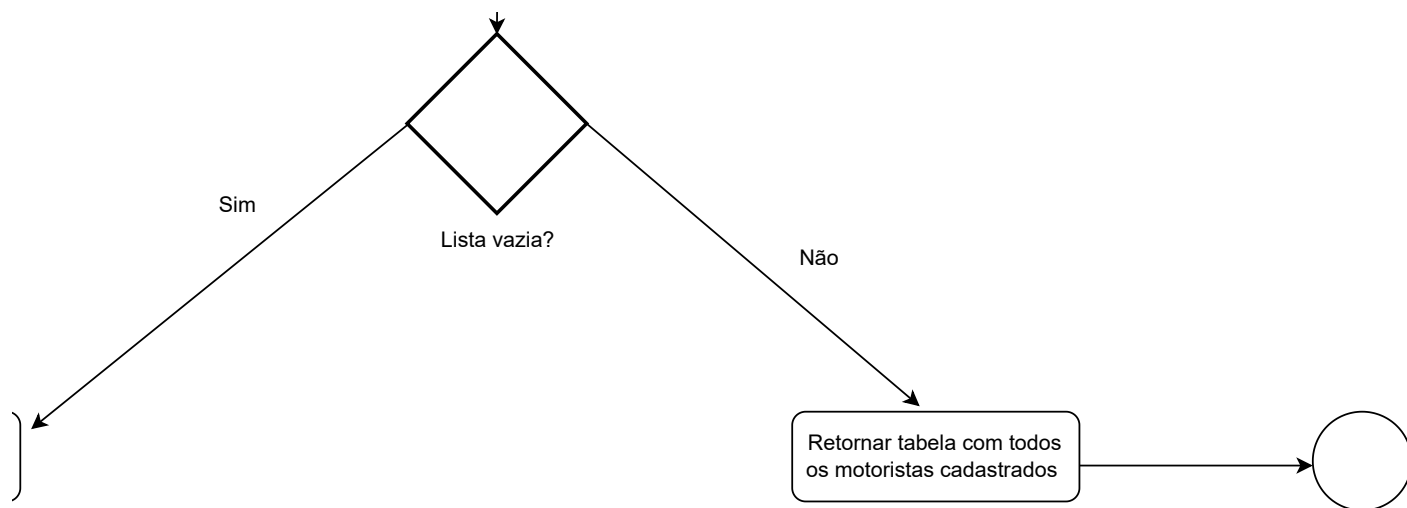 Sim
Lista vazia?
Não
Retornar tabela com todos
os motoristas cadastrados